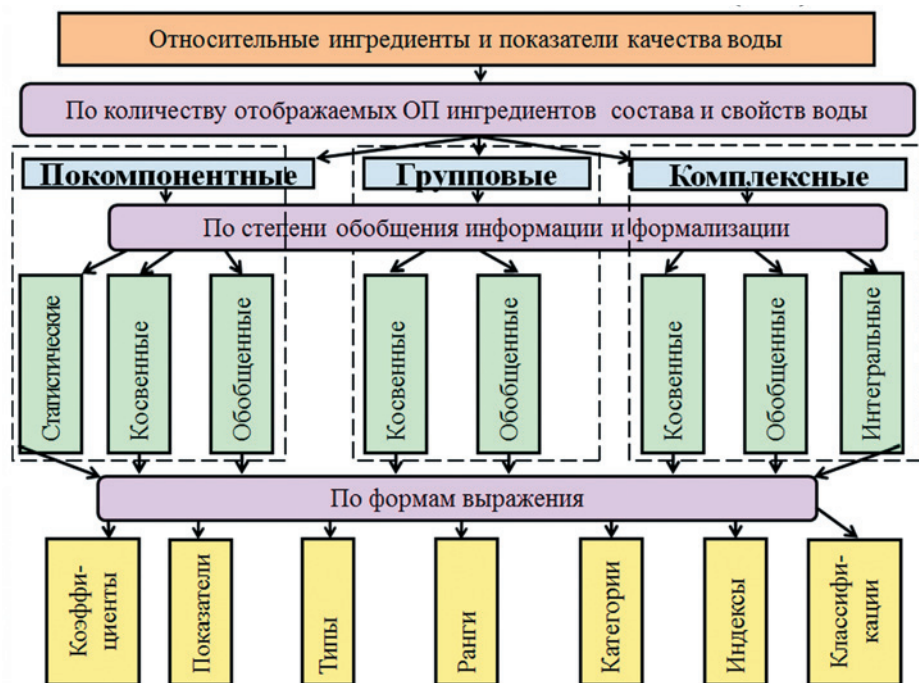 Относительные ингредиенты и показатели качества воды
По количеству отображаемых ОП ингредиентов состава и свойств воды
Покомпонентные
Групповые
Комплексные
По степени обобщения информации и формализации
Статистические
Косвенные
Обобщенные
Косвенные
Обобщенные
Косвенные
Обобщенные
Интегральные
По формам выражения
Коэффи-
циенты
Показатели
Типы
Ранги
Категории
Индексы
Классифи-
кации